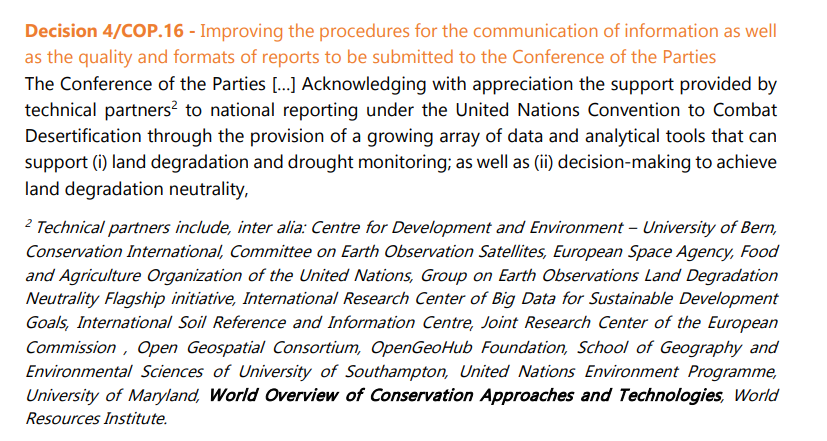 Decision 4/COP.16 - Improving the procedures for the communication of information as well
as the quality and formats of reports to be submitted to the Conference of the Parties
The Conference of the Parties […] Acknowledging with appreciation the support provided by
technical partners² to national reporting under the United Nations Convention to Combat
Desertification through the provision of a growing array of data and analytical tools that can
support (i) land degradation and drought monitoring; as well as (ii) decision-making to achieve
land degradation neutrality,
² Technical partners include, inter alia: Centre for Development and Environment – University of Bern,
Conservation International, Committee on Earth Observation Satellites, European Space Agency, Food
and Agriculture Organization of the United Nations, Group on Earth Observations Land Degradation
Neutrality Flagship initiative, International Research Center of Big Data for Sustainable Development
Goals, International Soil Reference and Information Centre, Joint Research Center of the European
Commission , Open Geospatial Consortium, OpenGeoHub Foundation, School of Geography and
Environmental Sciences of University of Southampton, United Nations Environment Programme,
University of Maryland, World Overview of Conservation Approaches and Technologies, World
Resources Institute.